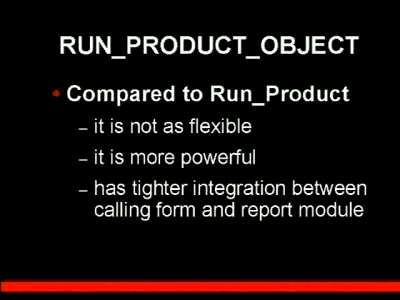 RUN_PRODUCT_OBJECT
• Compared to Run_Product
– it is not as flexible
– it is more powerful
– has tighter integration between
calling form and report module